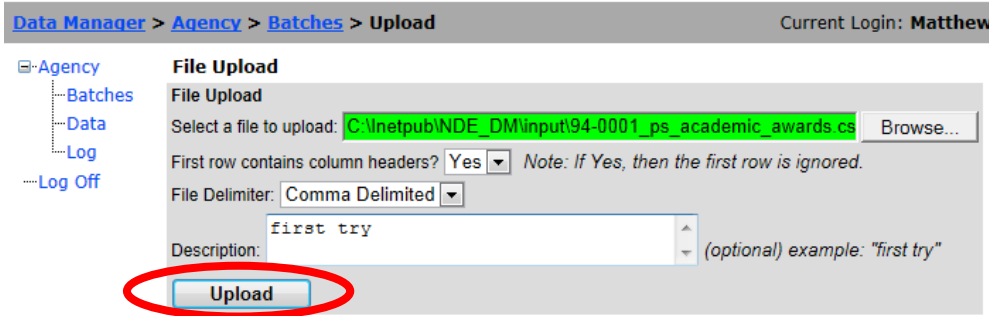 Data Manager > Agency > Batches > Upload Current Login: Matthew
Agency
Batches
Data
Log
Log Off
File Upload
File Upload
Select a file to upload: C:\Inetpub\NDE_DM\input\94-0001_ps_academic_awards.cs Browse...
First row contains column headers? Yes Note: If Yes, then the first row is ignored.
File Delimiter: Comma Delimited
first try
Description: (optional) example: "first try"
Upload